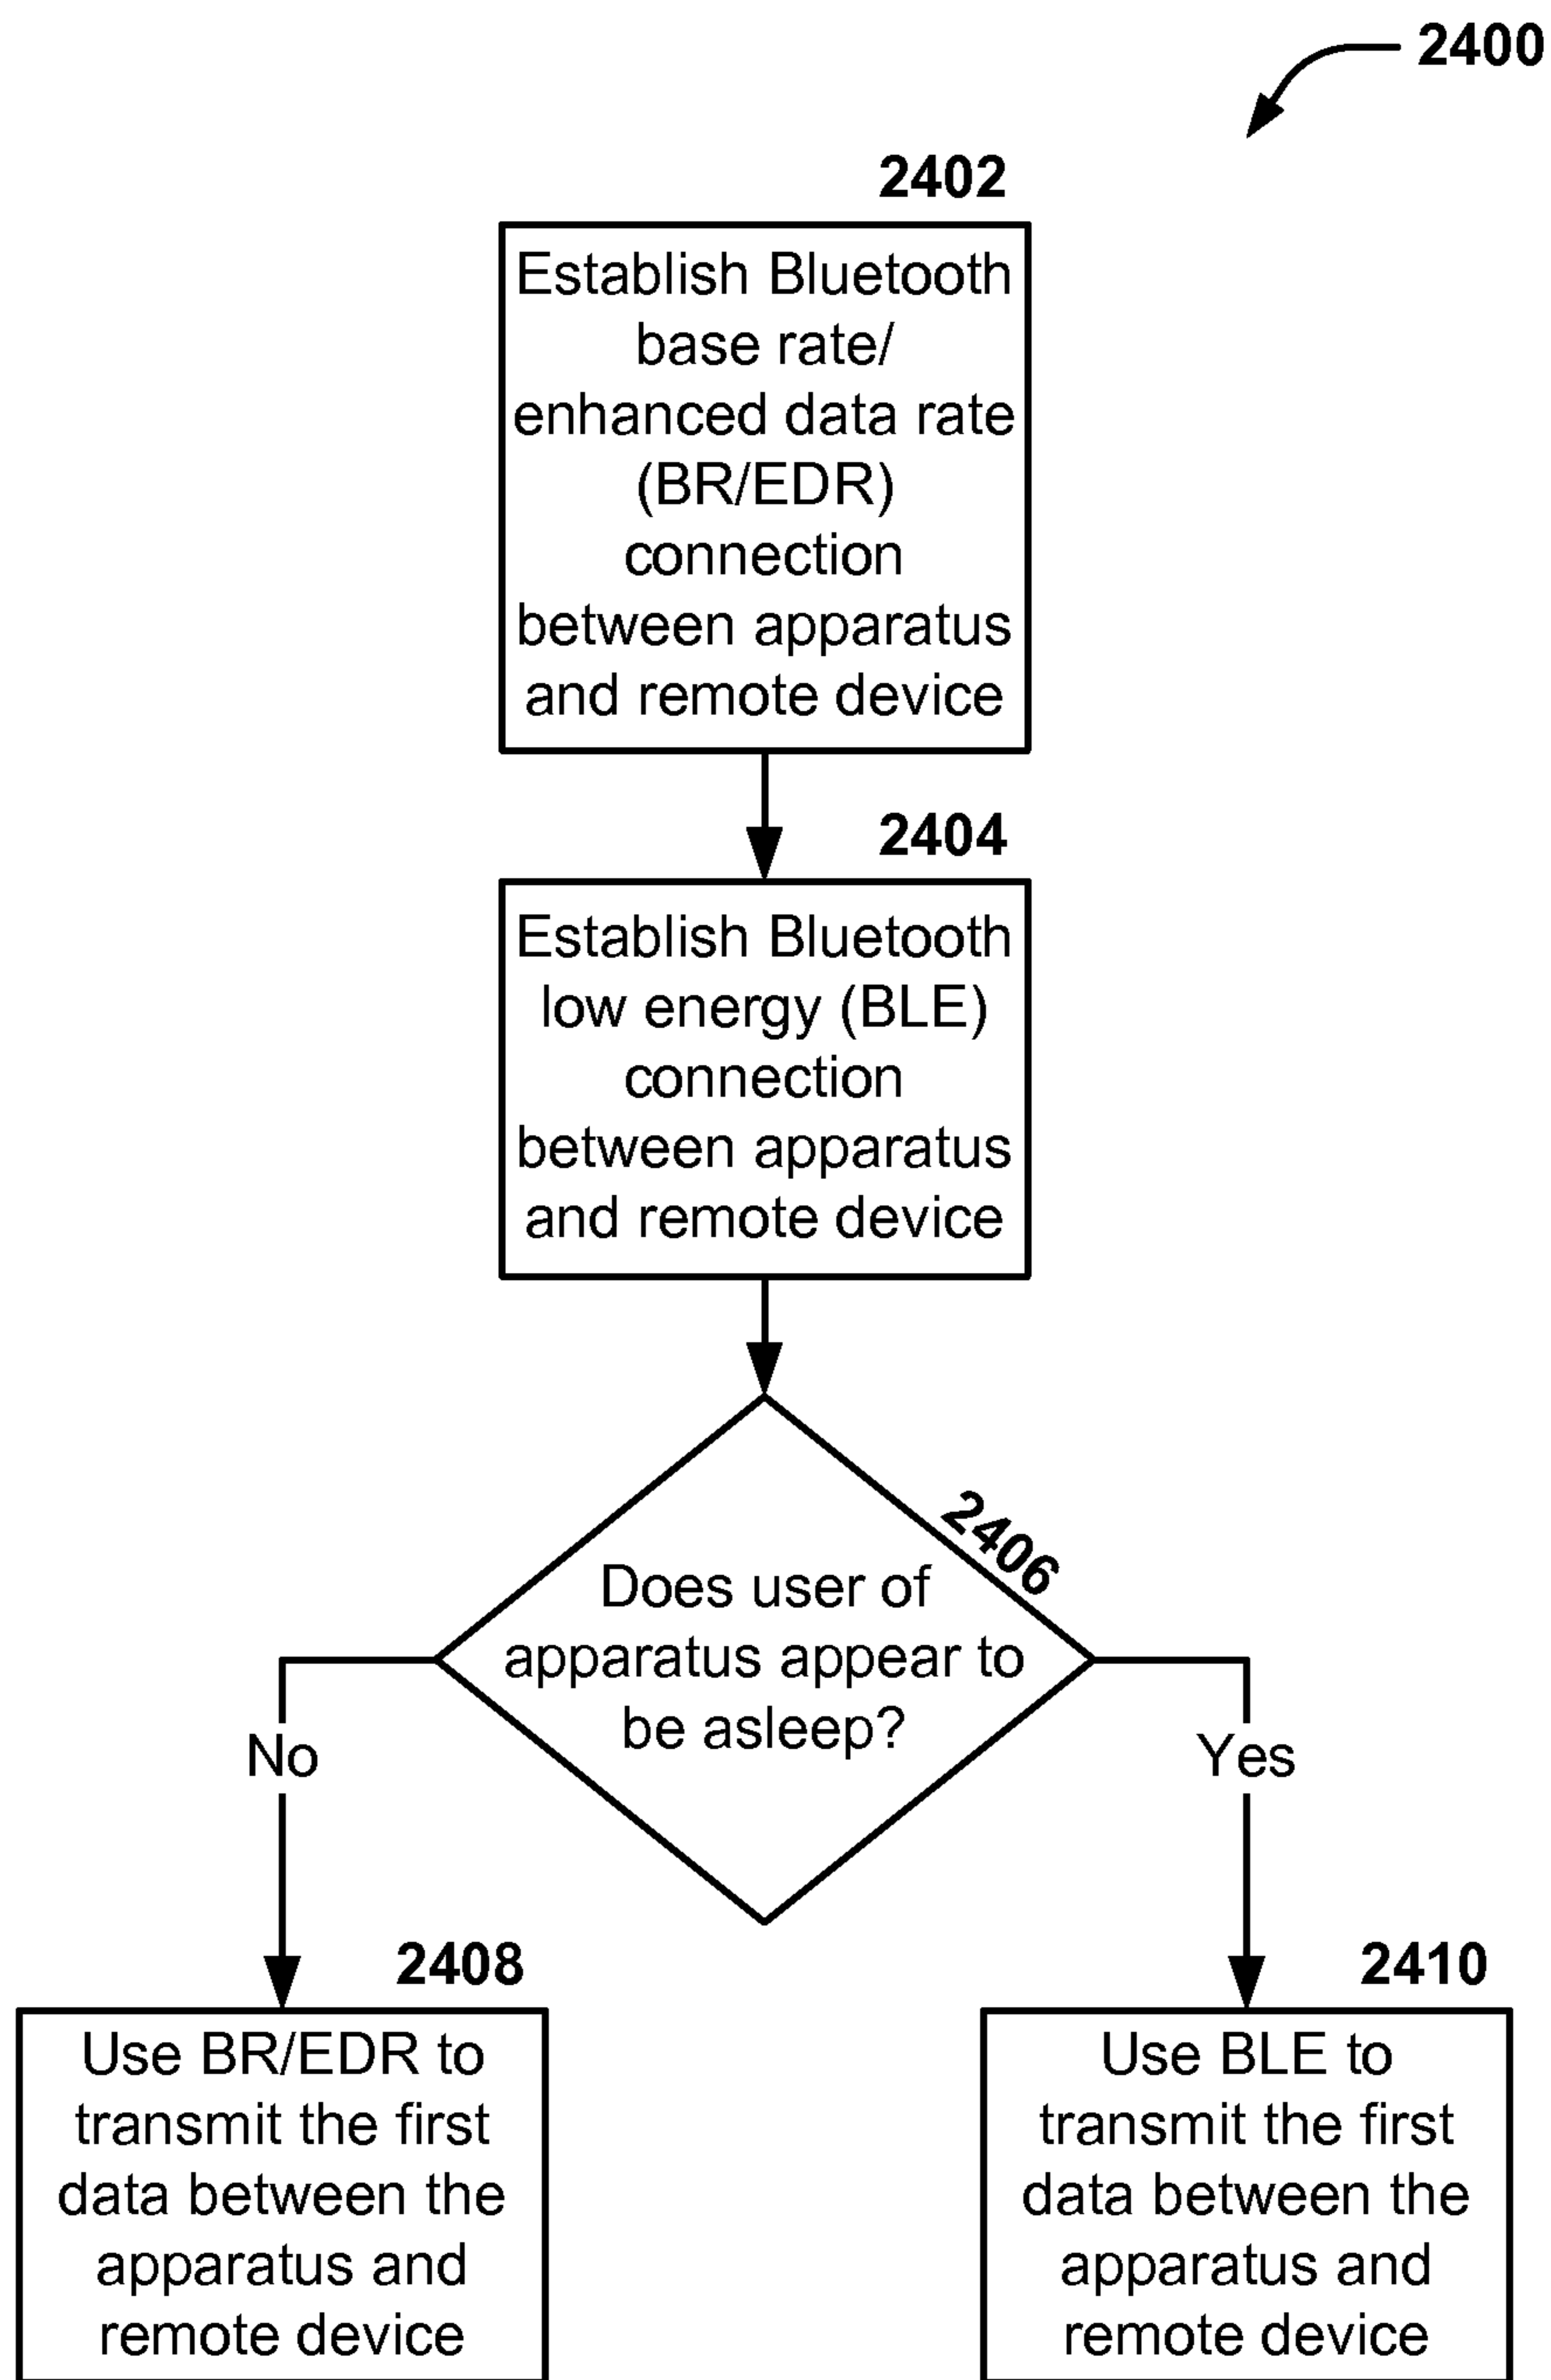 2400
2402
Establish Bluetooth
base rate/
enhanced data rate
(BR/EDR)
connection
between apparatus
and remote device
2404
Establish Bluetooth
low energy (BLE)
connection
between apparatus
and remote device
2406
Does user of
apparatus appear to
be asleep?
No
Yes
2408
Use BR/EDR to
transmit the first
data between the
apparatus and
remote device
2410
Use BLE to
transmit the first
data between the
apparatus and
remote device